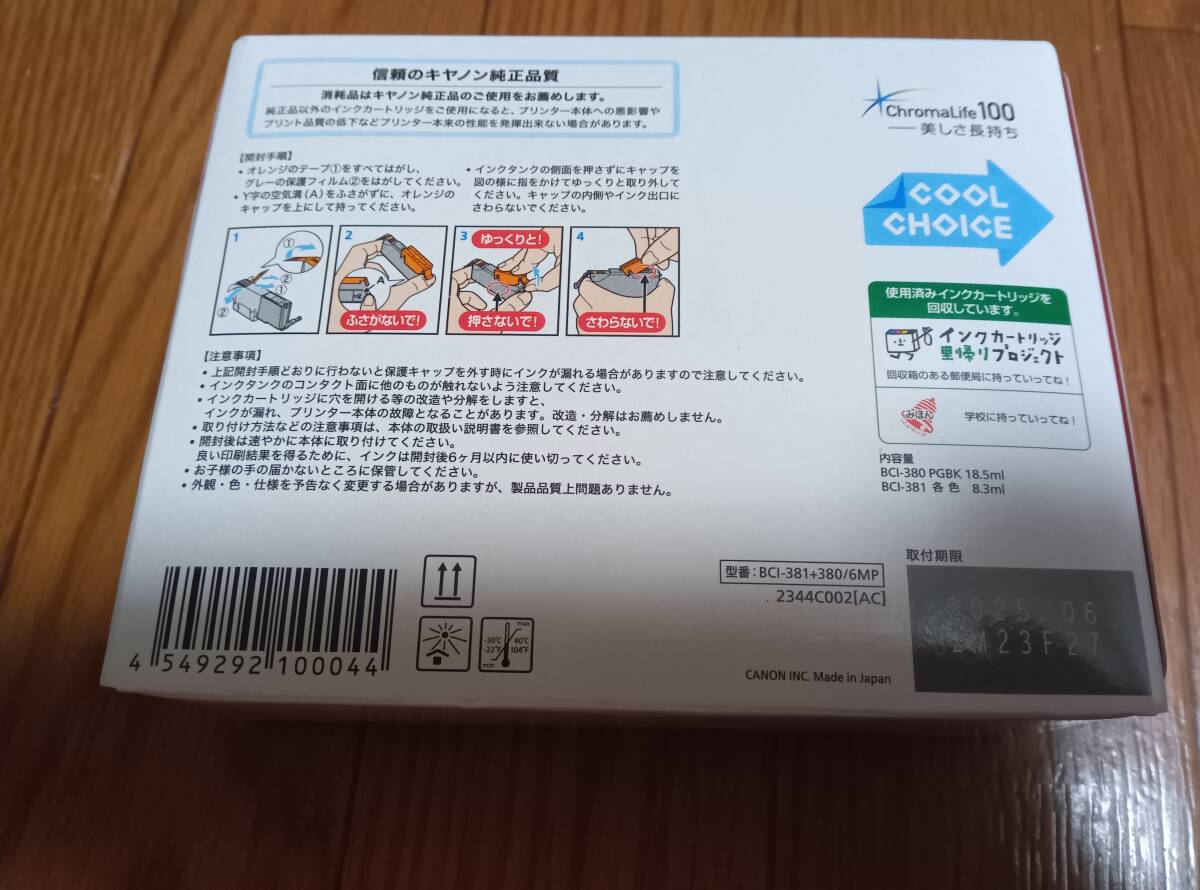 信頼のキヤノン純正品質
消耗品はキヤノン純正品のご使用をお薦めします。
純正品以外のインクカートリッジをご使用になると、プリンター本体への悪影響や
プリント品質の低下などプリンター本来の性能を発揮出来ない場合があります。
ChromaLife100
美しさ長持ち
【開封手順】
• オレンジのテープ①をすべてはがし、
グレーの保護フィルム②をはがしてください。
• Y字の空気溝(A)をふさがずに、オレンジの
キャップを上にして持ってください。
• インクタンクの側面を押さずにキャップを
図の様に指をかけてゆっくりと取り外して
ください。キャップの内側やインク出口に
さわらないでください。
COOL
CHOICE
1
①
②
①
②
2
A
ふさがないで!
3
ゆっくりと!
押さないで!
4
さわらないで!
使用済みインクカートリッジを
回収しています。
インクカートリッジ
里帰りプロジェクト
回収箱のある郵便局に持っていってね!
みほん
学校に持っていってね!
【注意事項】
• 上記開封手順どおりに行わないと保護キャップを外す時にインクが漏れる場合がありますので注意してください。
• インクタンクのコンタクト面に他のものが触れないよう注意してください。
• インクカートリッジに穴を開ける等の改造や分解をしますと、
インクが漏れ、プリンター本体の故障となることがあります。改造・分解はお薦めしません。
• 取り付け方法などの注意事項は、本体の取扱い説明書を参照してください。
• 開封後は速やかに本体に取り付けてください。
良い印刷結果を得るために、インクは開封後6ヶ月以内に使い切ってください。
• お子様の手の届かないところに保管してください。
• 外観・色・仕様を予告なく変更する場合がありますが、製品品質上問題ありません。
内容量
BCI-380 PGBK 18.5ml
BCI-381 各色 8.3ml
取付期限
2025 06
M23F27
型番:BCI-381+380/6MP
2344C002[AC]
4 549292 100044
-30℃
-22°F
min
max
40℃
104°F
CANON INC. Made in Japan